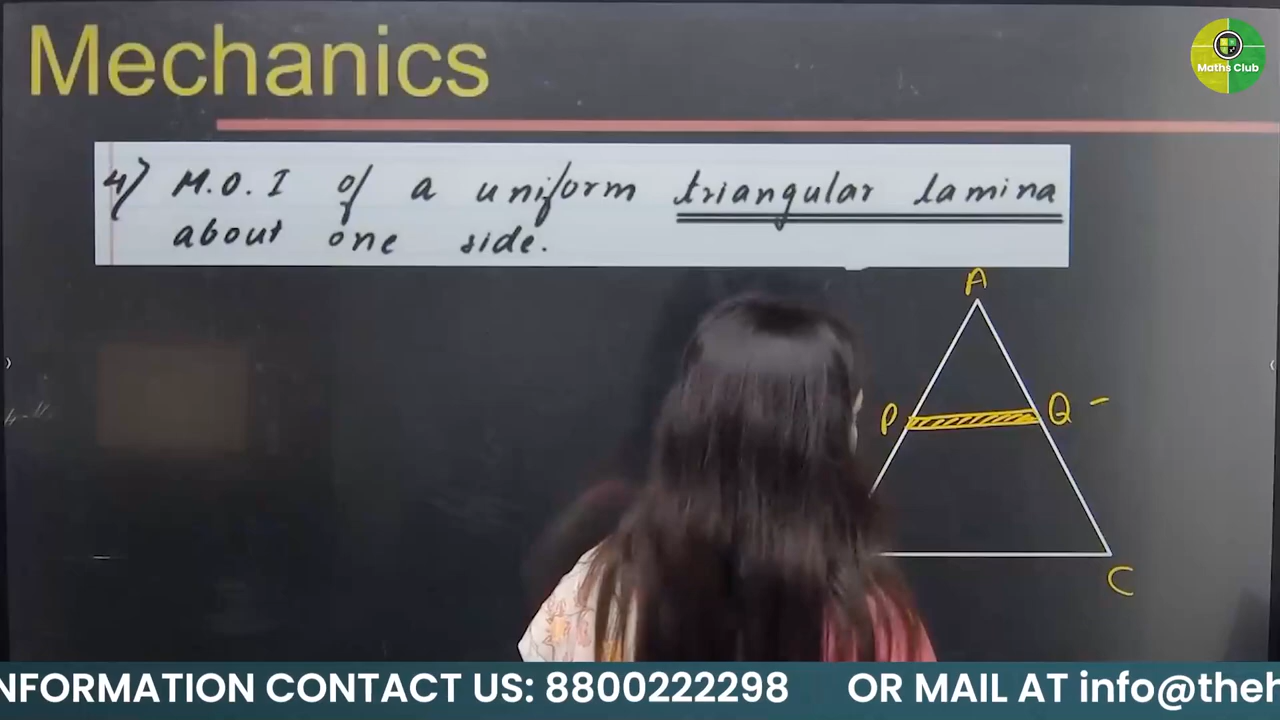 Mechanics
Maths Club
4) M.O.I of a uniform triangular lamina
about one side.
A
P
Q -
C
NFORMATION CONTACT US: 8800222298 OR MAIL AT info@theh